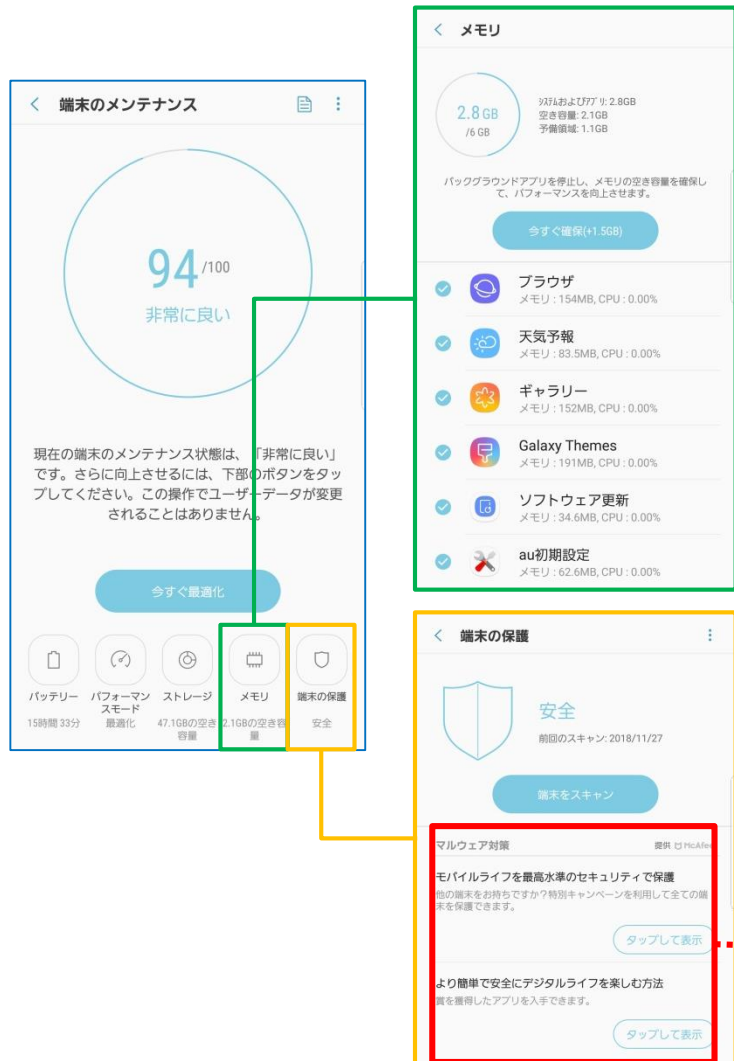 端末のメンテナンス
94/100
非常に良い
現在の端末のメンテナンス状態は、「非常に良い」
です。さらに向上させるには、下部のボタンをタッ
プしてください。この操作でユーザーデータが変更
されることはありません。
今すぐ最適化
バッテリー
15時間 33分
パフォーマン
スモード
最適化
ストレージ
47.1GBの空き
容量
メモリ
2.1GBの空き容
量
端末の保護
安全
メモリ
2.8 GB
/6 GB
システムおよびアプリ: 2.8GB
空き容量: 2.1GB
予備領域: 1.1GB
バックグラウンドアプリを停止し、メモリの空き容量を確保し
て、パフォーマンスを向上させます。
今すぐ確保(+1.5GB)
ブラウザ
メモリ : 154MB, CPU : 0.00%
天気予報
メモリ : 83.5MB, CPU : 0.00%
ギャラリー
メモリ : 152MB, CPU : 0.00%
Galaxy Themes
メモリ : 191MB, CPU : 0.00%
ソフトウェア更新
メモリ : 34.6MB, CPU : 0.00%
au初期設定
メモリ : 62.6MB, CPU : 0.00%
端末の保護
安全
前回のスキャン: 2018/11/27
端末をスキャン
マルウェア対策
提供 McAfee
モバイルライフを最高水準のセキュリティで保護
他の端末をお持ちですか？特別キャンペーンを利用して全ての端
末を保護できます。
タップして表示
より簡単で安全にデジタルライフを楽しむ方法
賞を獲得したアプリを入手できます。
タップして表示